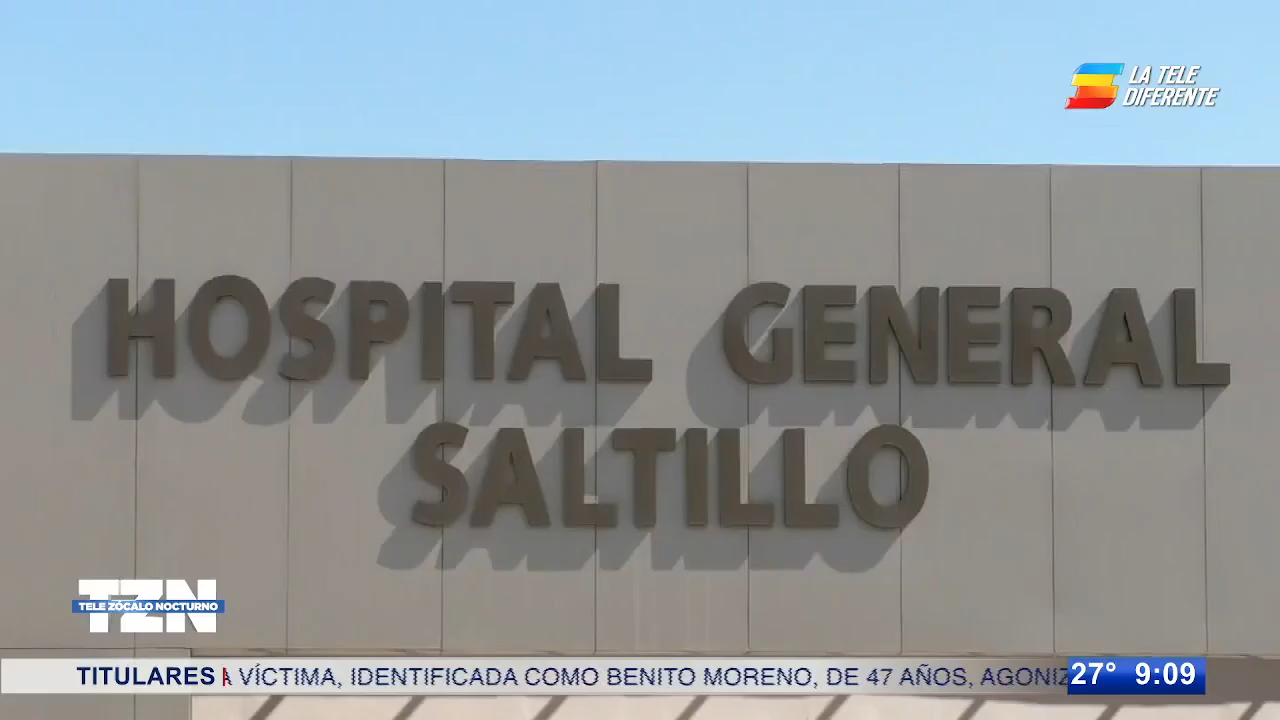 LA TELE
DIFERENTE
HOSPITAL GENERAL
SALTILLO
TZN
TELE ZÓCALO NOCTURNO
TITULARES VÍCTIMA, IDENTIFICADA COMO BENITO MORENO, DE 47 AÑOS, AGONIZ 27° 9:09